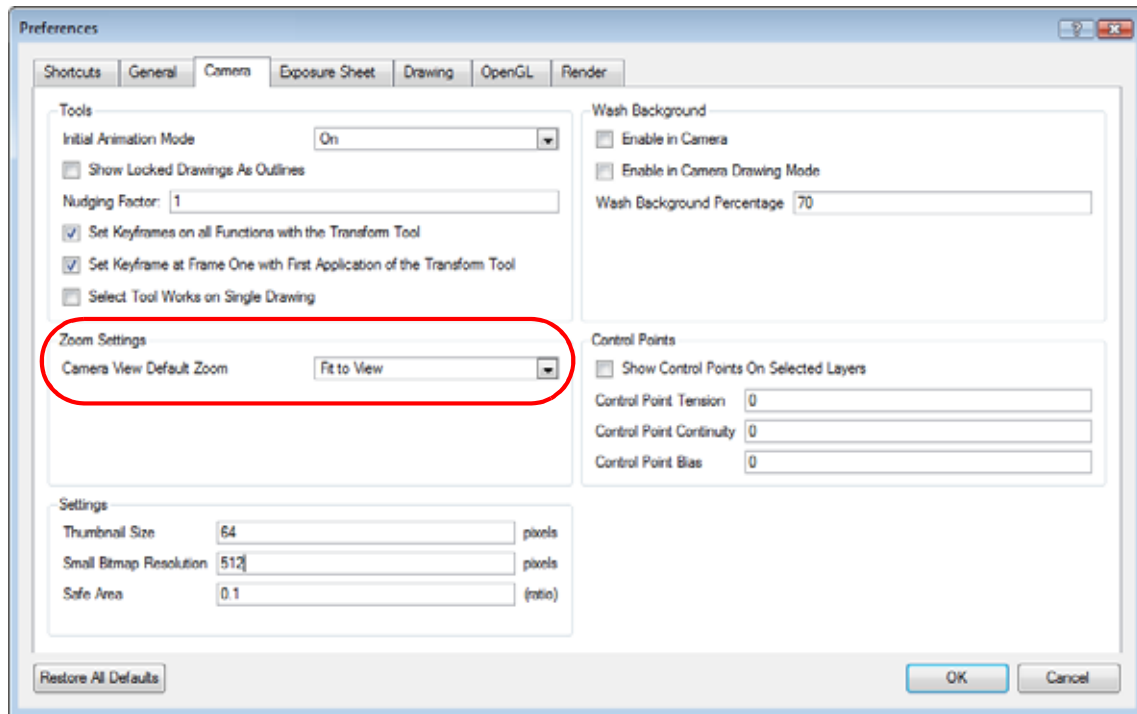 Preferences
Shortcuts General Camera Exposure Sheet Drawing OpenGL Render
Tools
Initial Animation Mode On
Show Locked Drawings As Outlines
Nudging Factor: 1
Set Keyframes on all Functions with the Transform Tool
Set Keyframe at Frame One with First Application of the Transform Tool
Select Tool Works on Single Drawing
Wash Background
Enable in Camera
Enable in Camera Drawing Mode
Wash Background Percentage 70
Zoom Settings
Camera View Default Zoom Fit to View
Control Points
Show Control Points On Selected Layers
Control Point Tension 0
Control Point Continuity 0
Control Point Bias 0
Settings
Thumbnail Size 64 pixels
Small Bitmap Resolution 512 pixels
Safe Area 0.1 (ratio)
Restore All Defaults OK Cancel